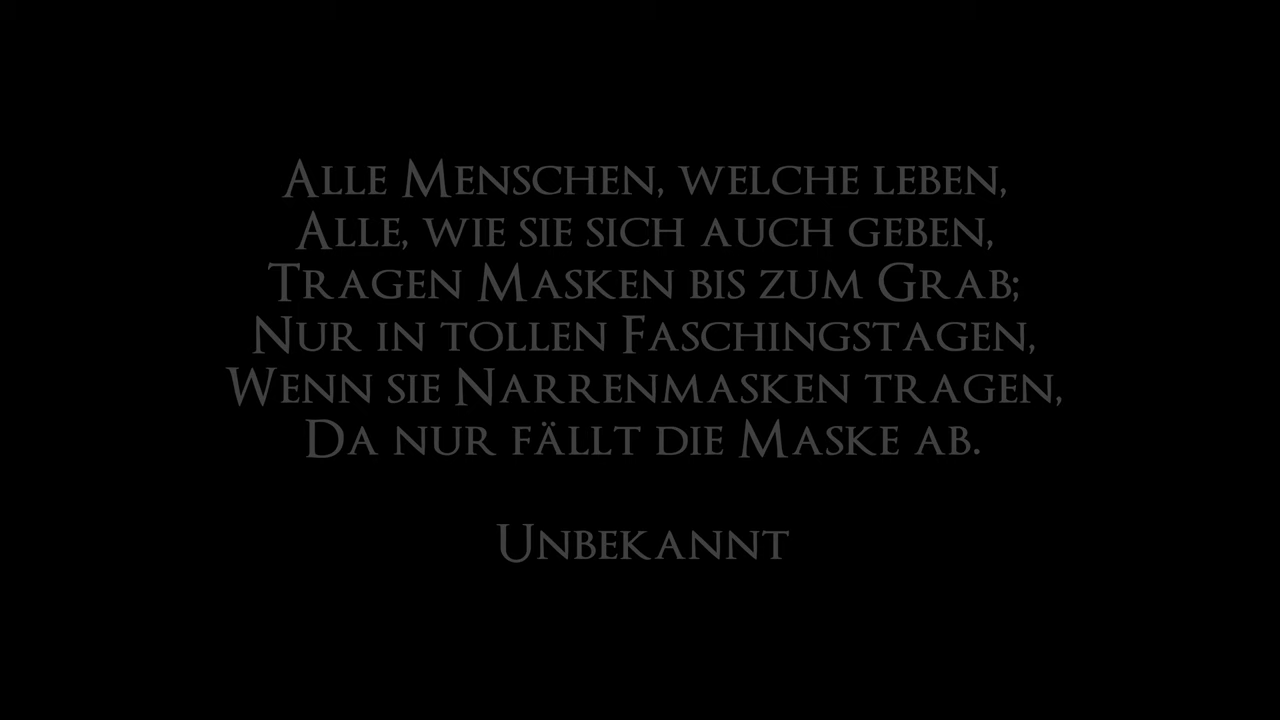 Alle Menschen, welche leben,
Alle, wie sie sich auch geben,
Tragen Masken bis zum Grab;
Nur in tollen Faschingstagen,
Wenn sie Narrenmasken tragen,
Da nur fällt die Maske ab.
Unbekannt